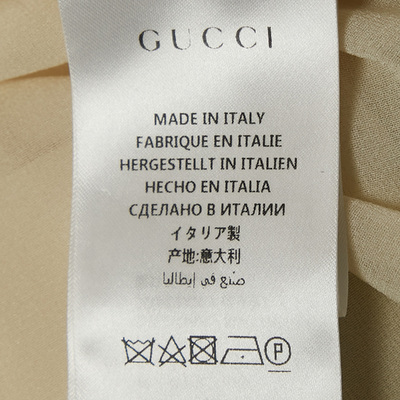 GUCCI
MADE IN ITALY
FABRIQUE EN ITALIE
HERGESTELLT IN ITALIEN
HECHO EN ITALIA
СДЕЛАНО В ИТАЛИИ
イタリア製
产地:意大利
صنع في إيطاليا
P